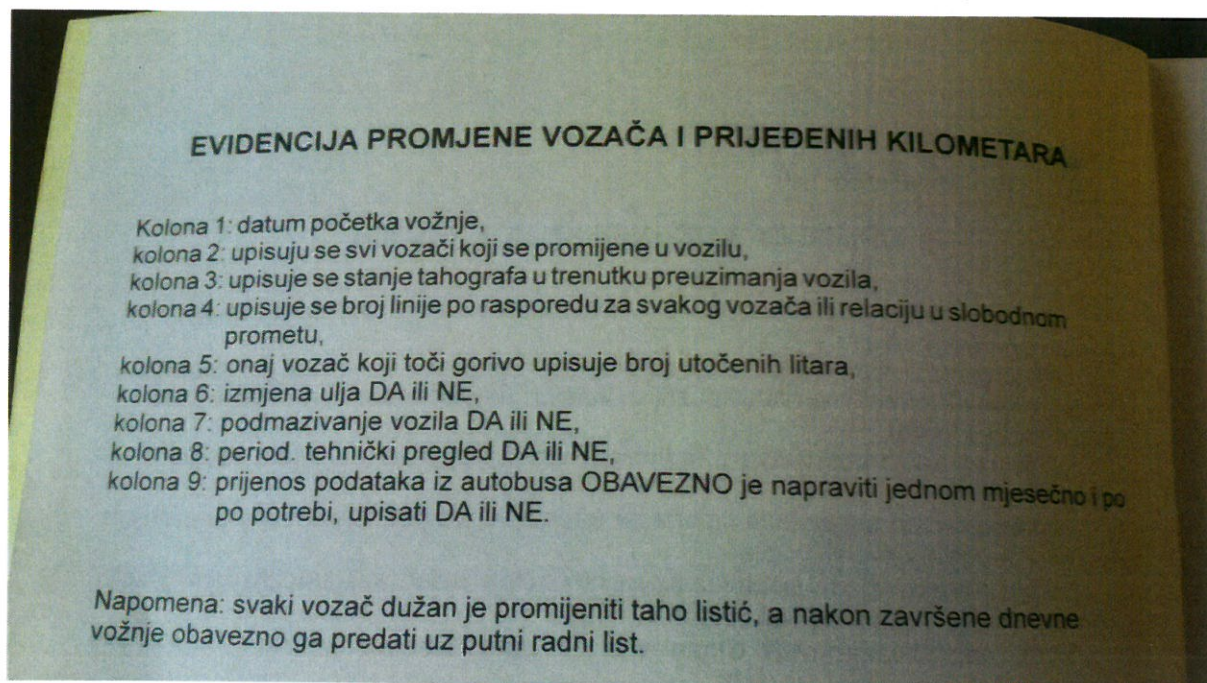 EVIDENCIJA PROMJENE VOZAČA I PRIJEĐENIH KILOMETARA
Kolona 1: datum početka vožnje,
kolona 2: upisuju se svi vozači koji se promijene u vozilu,
kolona 3: upisuje se stanje tahografa u trenutku preuzimanja vozila,
kolona 4: upisuje se broj linije po rasporedu za svakog vozača ili relaciju u slobodnom
prometu,
kolona 5: onaj vozač koji toči gorivo upisuje broj utočenih litara,
kolona 6: izmjena ulja DA ili NE,
kolona 7: podmazivanje vozila DA ili NE,
kolona 8: period. tehnički pregled DA ili NE,
kolona 9: prijenos podataka iz autobusa OBAVEZNO je napraviti jednom mjesečno i po
po potrebi, upisati DA ili NE.
Napomena: svaki vozač dužan je promijeniti taho listić, a nakon završene dnevne
vožnje obavezno ga predati uz putni radni list.